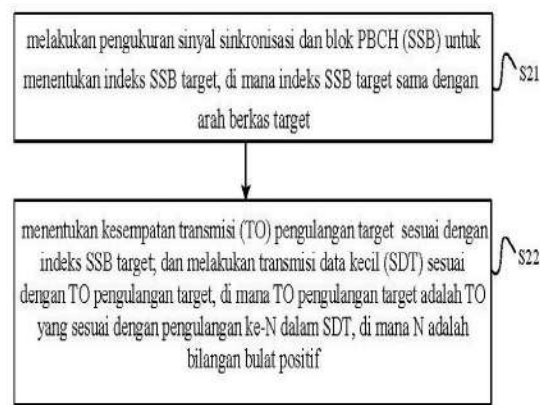 melakukan pengukuran sinyal sinkronisasi dan blok PBCH (SSB) untuk
menentukan indeks SSB target, di mana indeks SSB target sama dengan
arah berkas target
S21
menentukan kesempatan transmisi (TO) pengulangan target sesuai dengan
indeks SSB target, dan melakukan transmisi data kecil (SDT) sesuai
dengan TO pengulangan target, di mana TO pengulangan target adalah TO
yang sesuai dengan pengulangan ke-N dalam SDT, di mana N adalah
bilangan bulat positif
S22